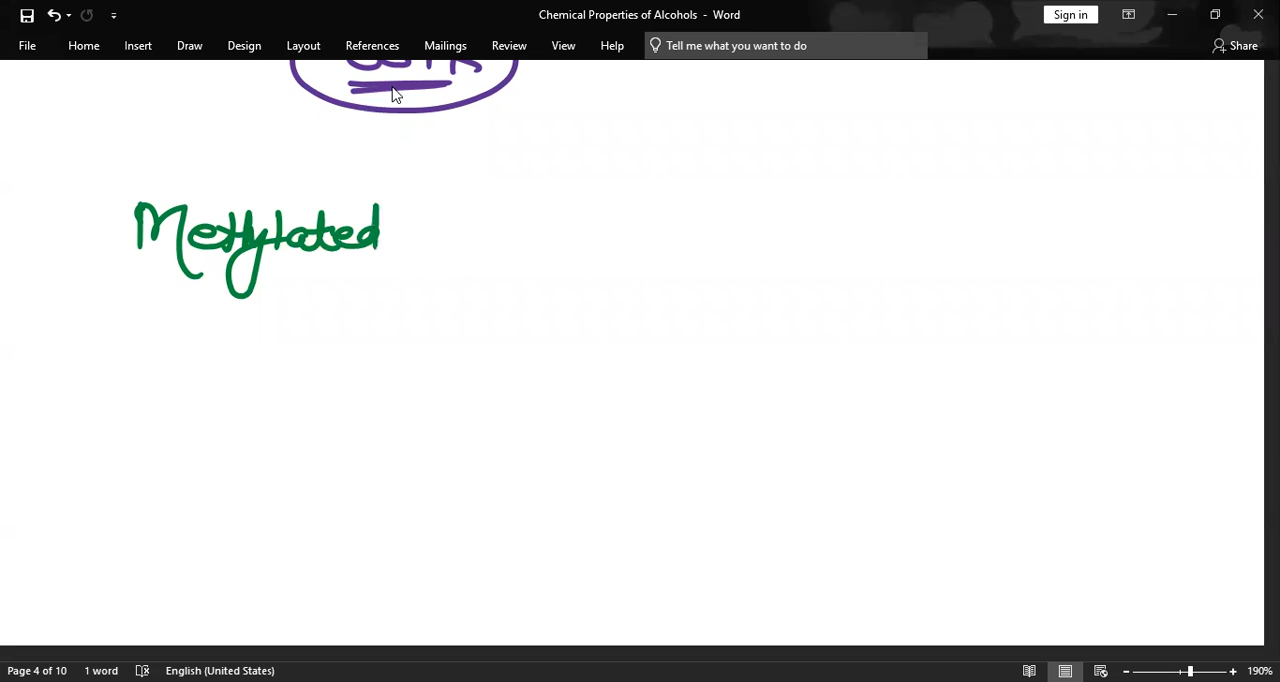 Chemical Properties of Alcohols - Word
Sign in
File Home Insert Draw Design Layout References Mailings Review View Help Tell me what you want to do Share
Methylated
Page 4 of 10 1 word English (United States) 190%